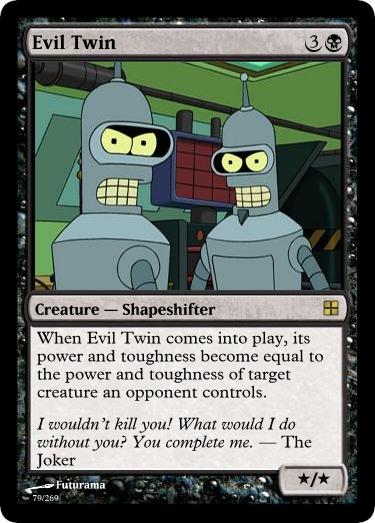 Evil Twin 3
Creature — Shapeshifter
When Evil Twin comes into play, its
power and toughness become equal to
the power and toughness of target
creature an opponent controls.
I wouldn't kill you! What would I do
without you? You complete me. — The
Joker
Futurama
79/269
★/★